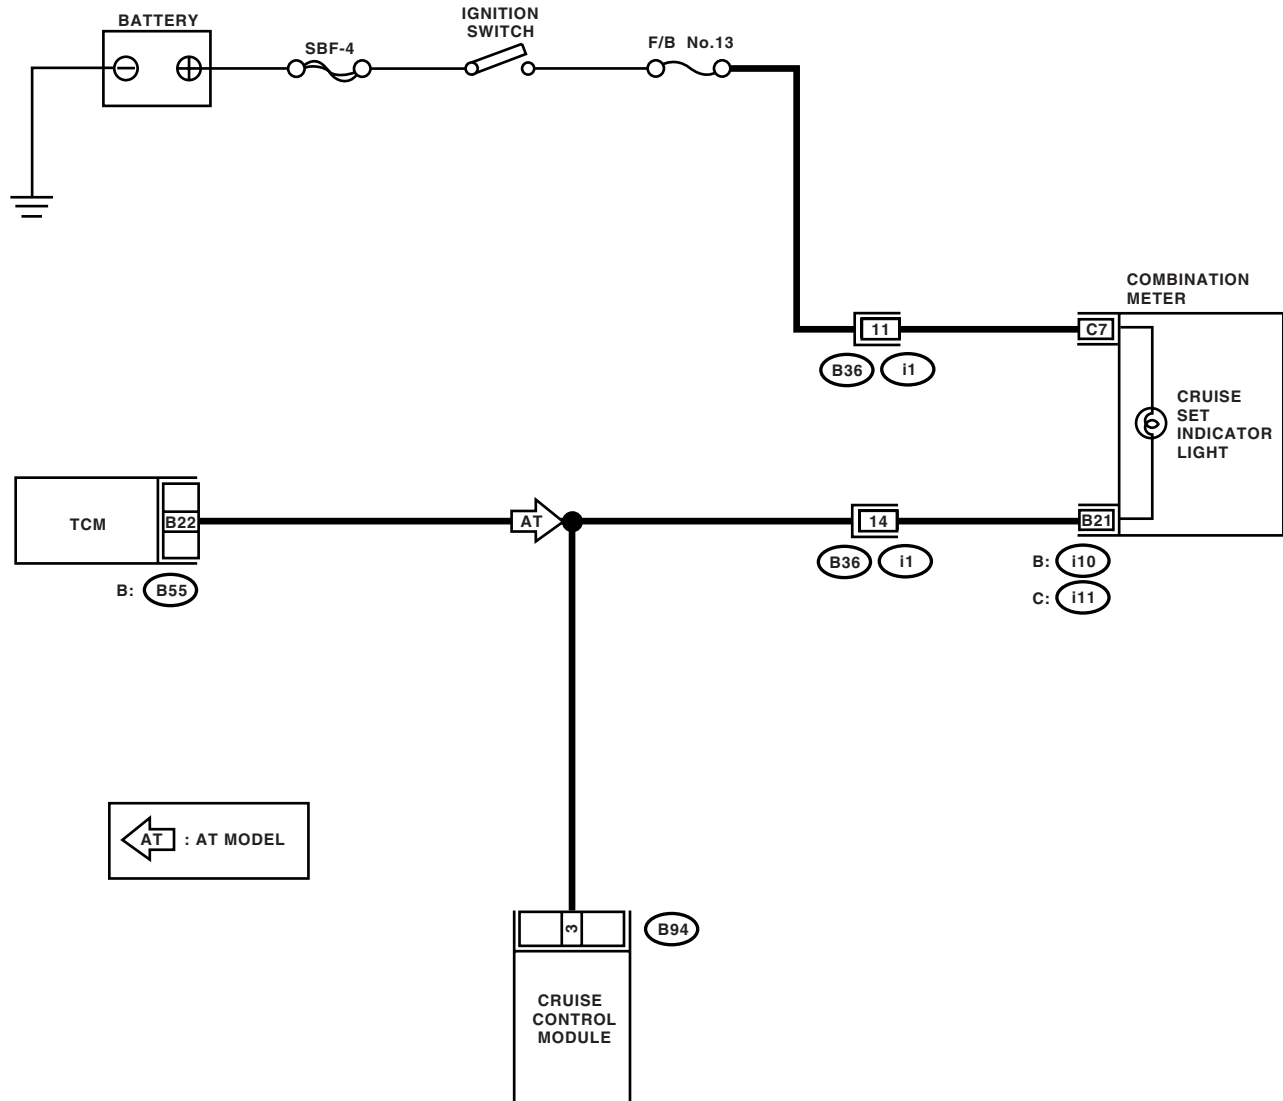 BATTERY
SBF-4
IGNITION
SWITCH
F/B No.13
COMBINATION
METER
11
C7
B36
i1
CRUISE
SET
INDICATOR
LIGHT
TCM
B22
AT
14
B21
B: B55
B36
i1
B: i10
C: i11
AT : AT MODEL
3
B94
CRUISE
CONTROL
MODULE